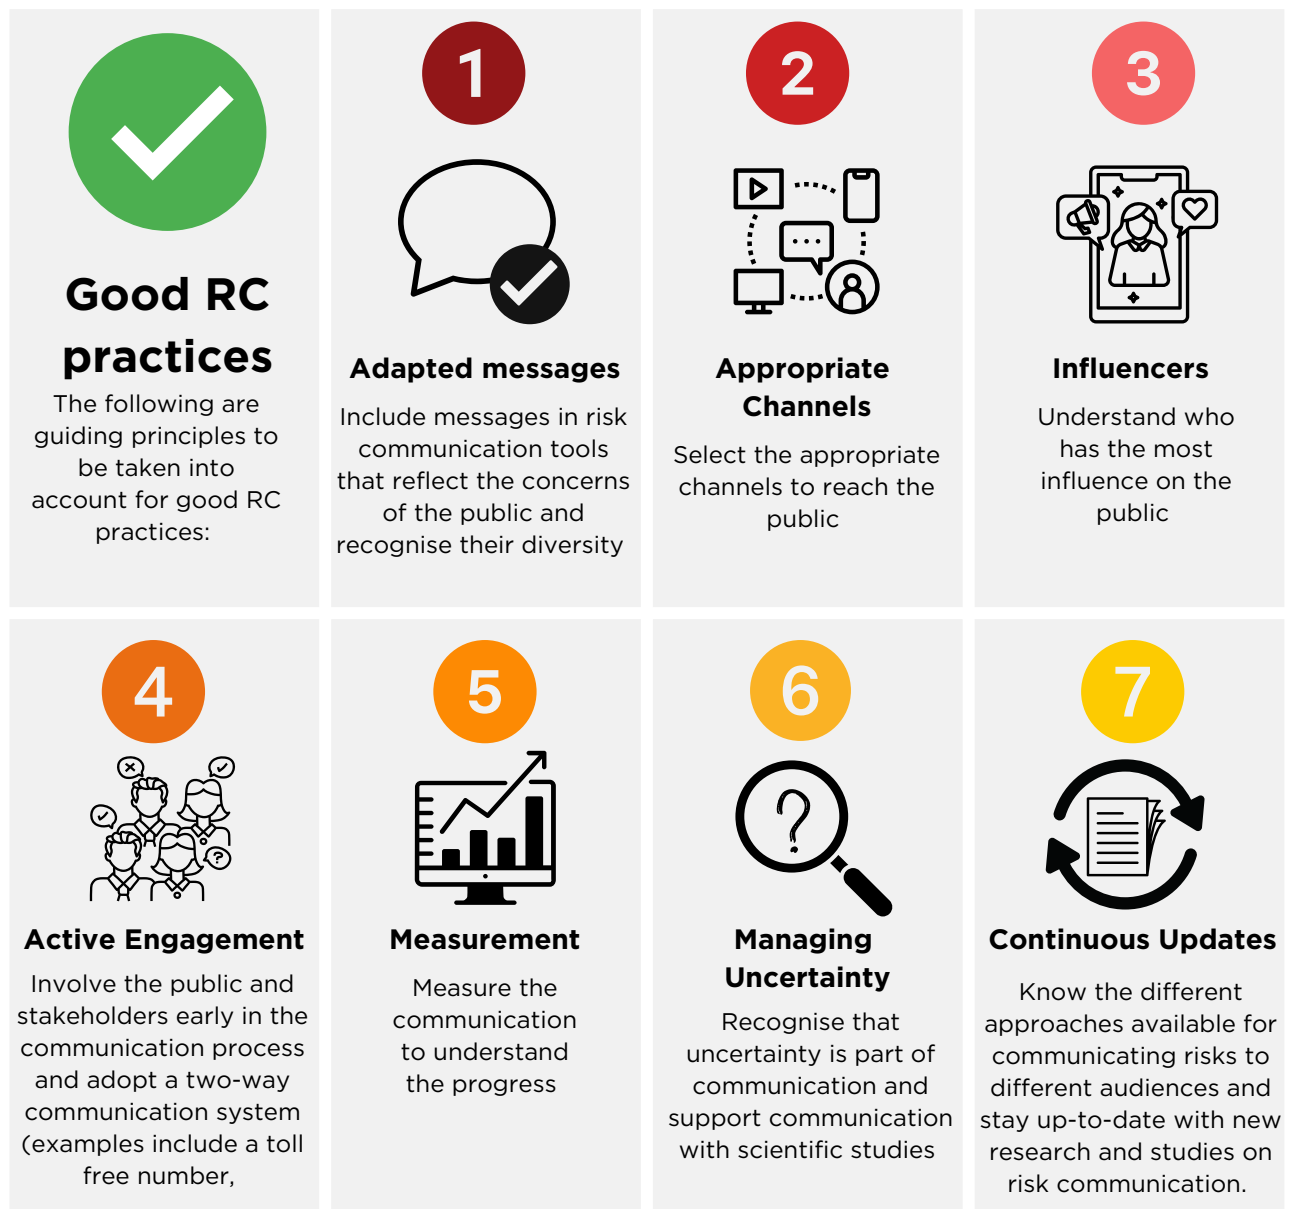 Good RC
practices
The following are
guiding principles to
be taken into
account for good RC
practices:
1
Adapted messages
Include messages in risk
communication tools
that reflect the concerns
of the public and
recognise their diversity
2
Appropriate
Channels
Select the appropriate
channels to reach the
public
3
Influencers
Understand who
has the most
influence on the
public
4
Active Engagement
Involve the public and
stakeholders early in the
communication process
and adopt a two-way
communication system
(examples include a toll
free number,
5
Measurement
Measure the
communication
to understand
the progress
6
?
Managing
Uncertainty
Recognise that
uncertainty is part of
communication and
support communication
with scientific studies
7
Continuous Updates
Know the different
approaches available for
communicating risks to
different audiences and
stay up-to-date with new
research and studies on
risk communication.